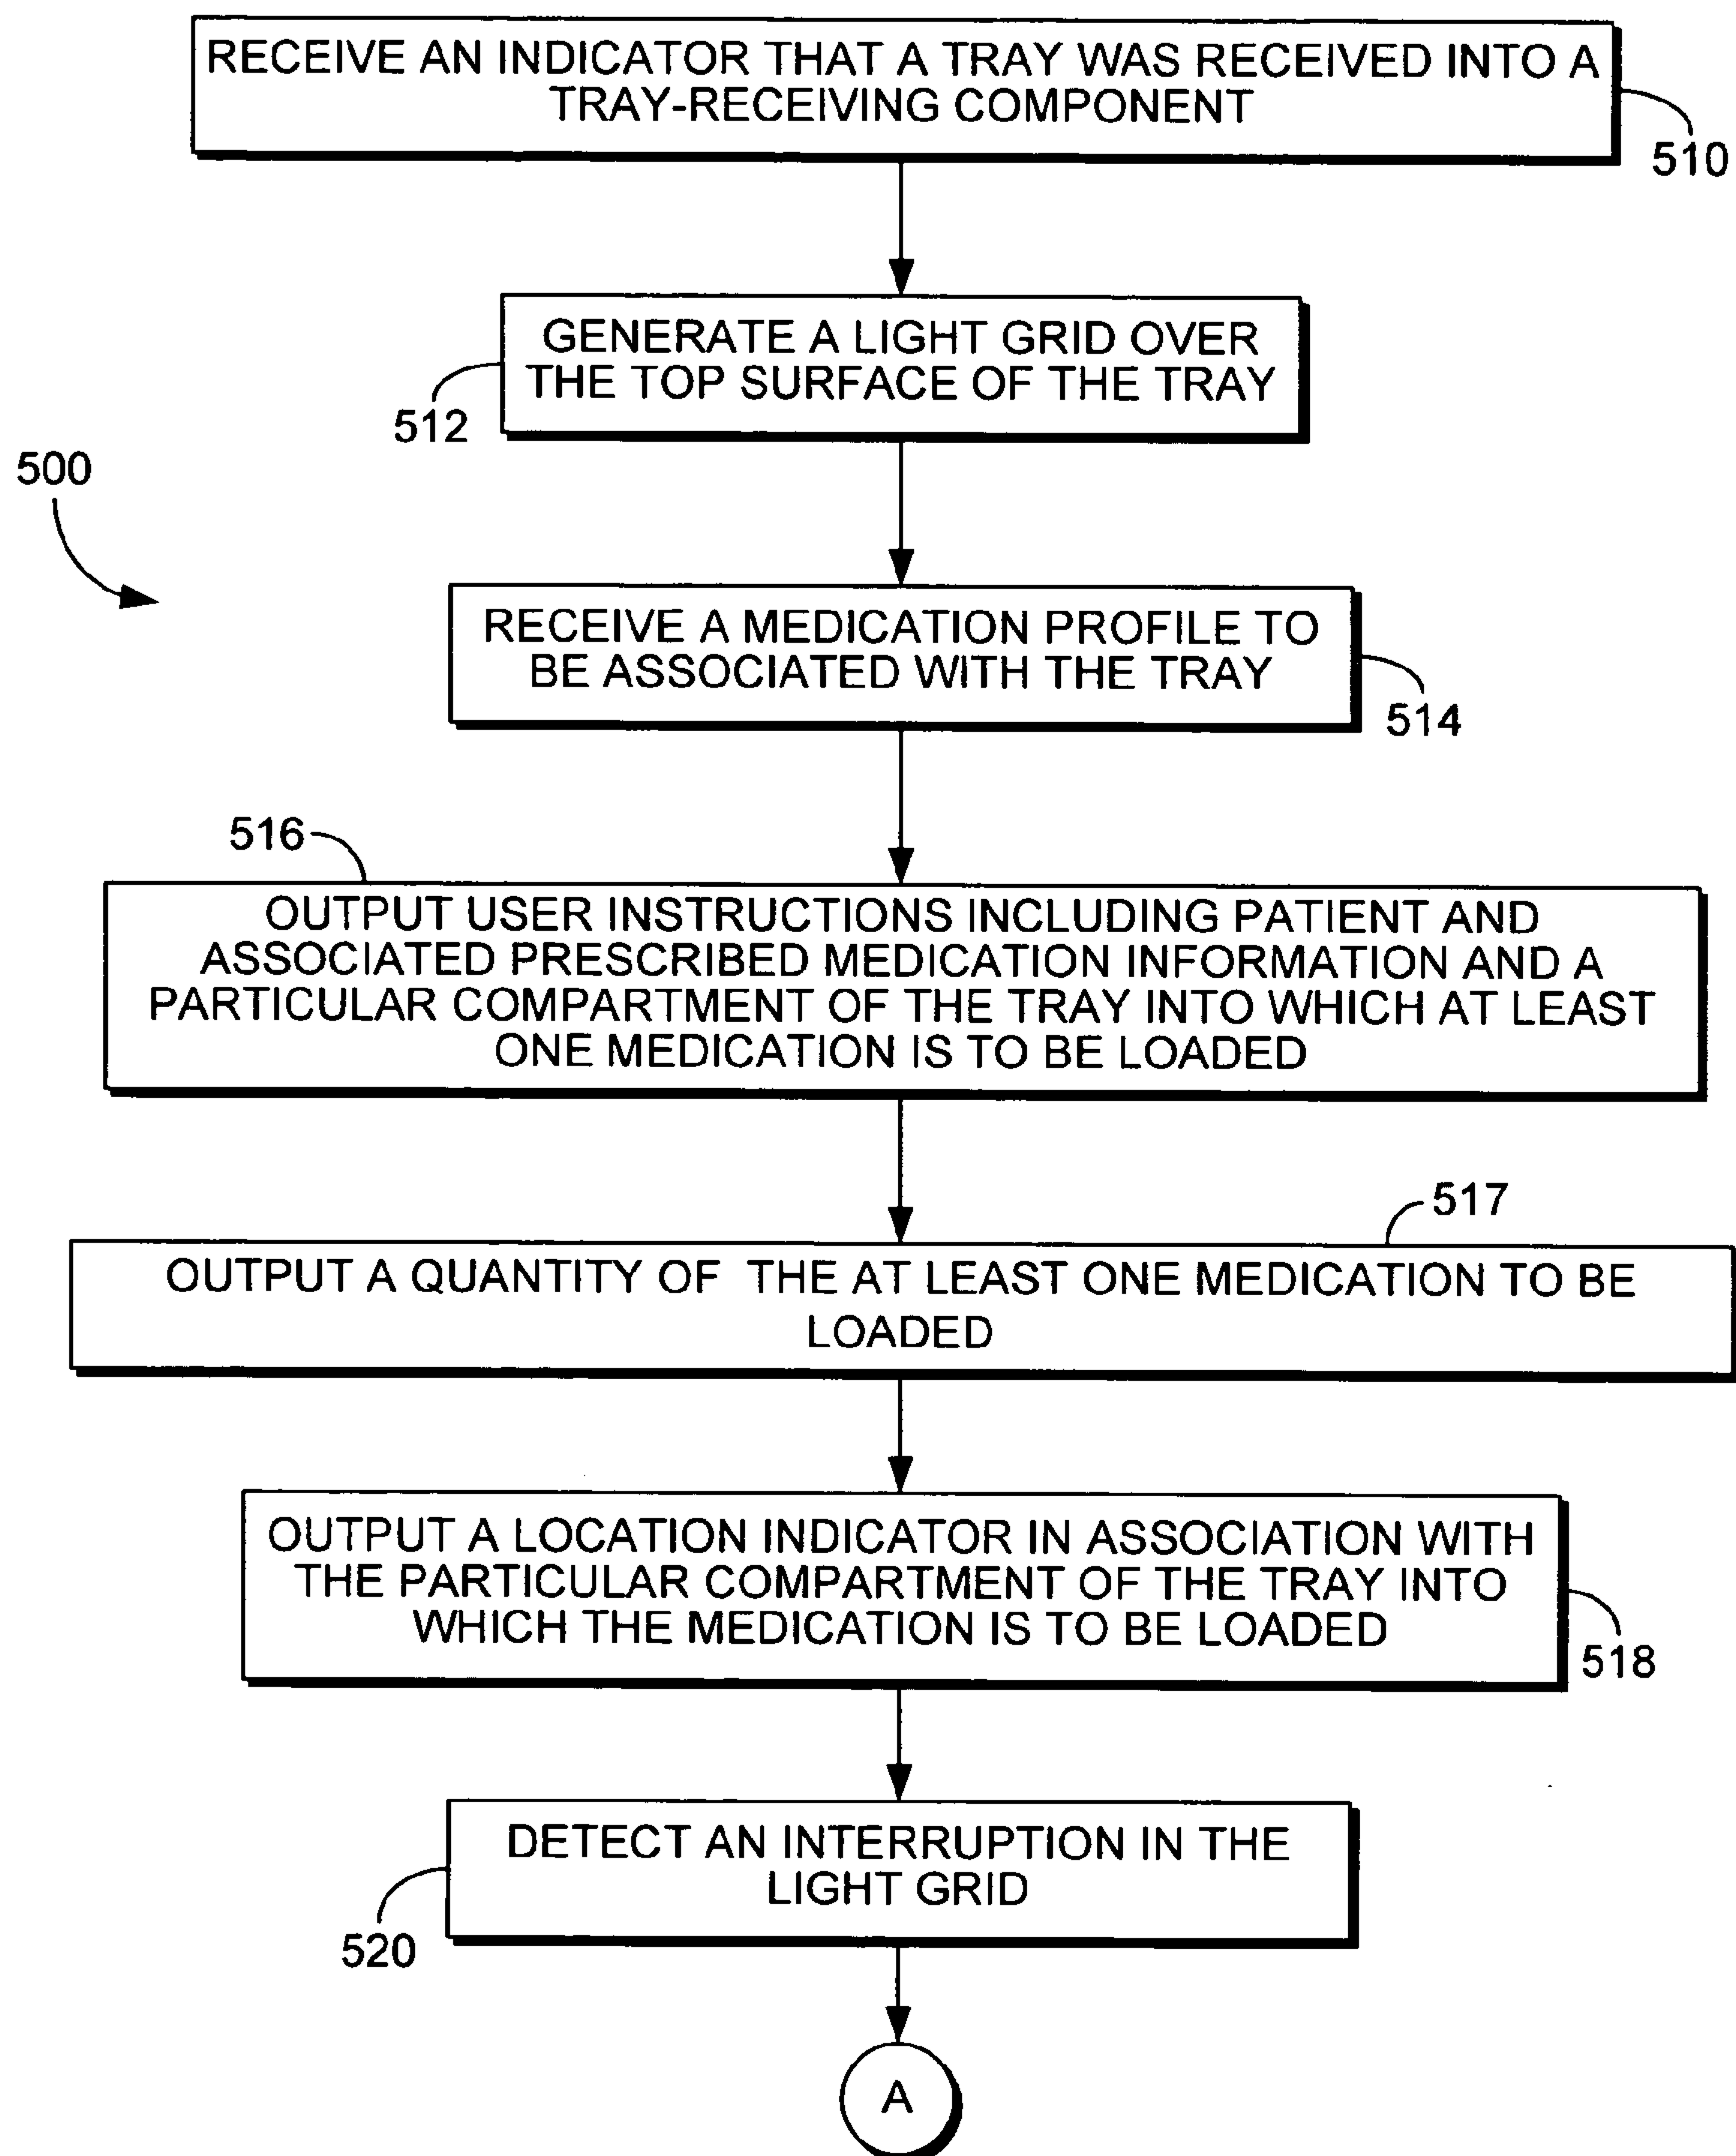 RECEIVE AN INDICATOR THAT A TRAY WAS RECEIVED INTO A
TRAY-RECEIVING COMPONENT
510
GENERATE A LIGHT GRID OVER
THE TOP SURFACE OF THE TRAY
512
500
RECEIVE A MEDICATION PROFILE TO
BE ASSOCIATED WITH THE TRAY
514
516
OUTPUT USER INSTRUCTIONS INCLUDING PATIENT AND
ASSOCIATED PRESCRIBED MEDICATION INFORMATION AND A
PARTICULAR COMPARTMENT OF THE TRAY INTO WHICH AT LEAST
ONE MEDICATION IS TO BE LOADED
517
OUTPUT A QUANTITY OF THE AT LEAST ONE MEDICATION TO BE
LOADED
OUTPUT A LOCATION INDICATOR IN ASSOCIATION WITH
THE PARTICULAR COMPARTMENT OF THE TRAY INTO
WHICH THE MEDICATION IS TO BE LOADED
518
DETECT AN INTERRUPTION IN THE
LIGHT GRID
520
A